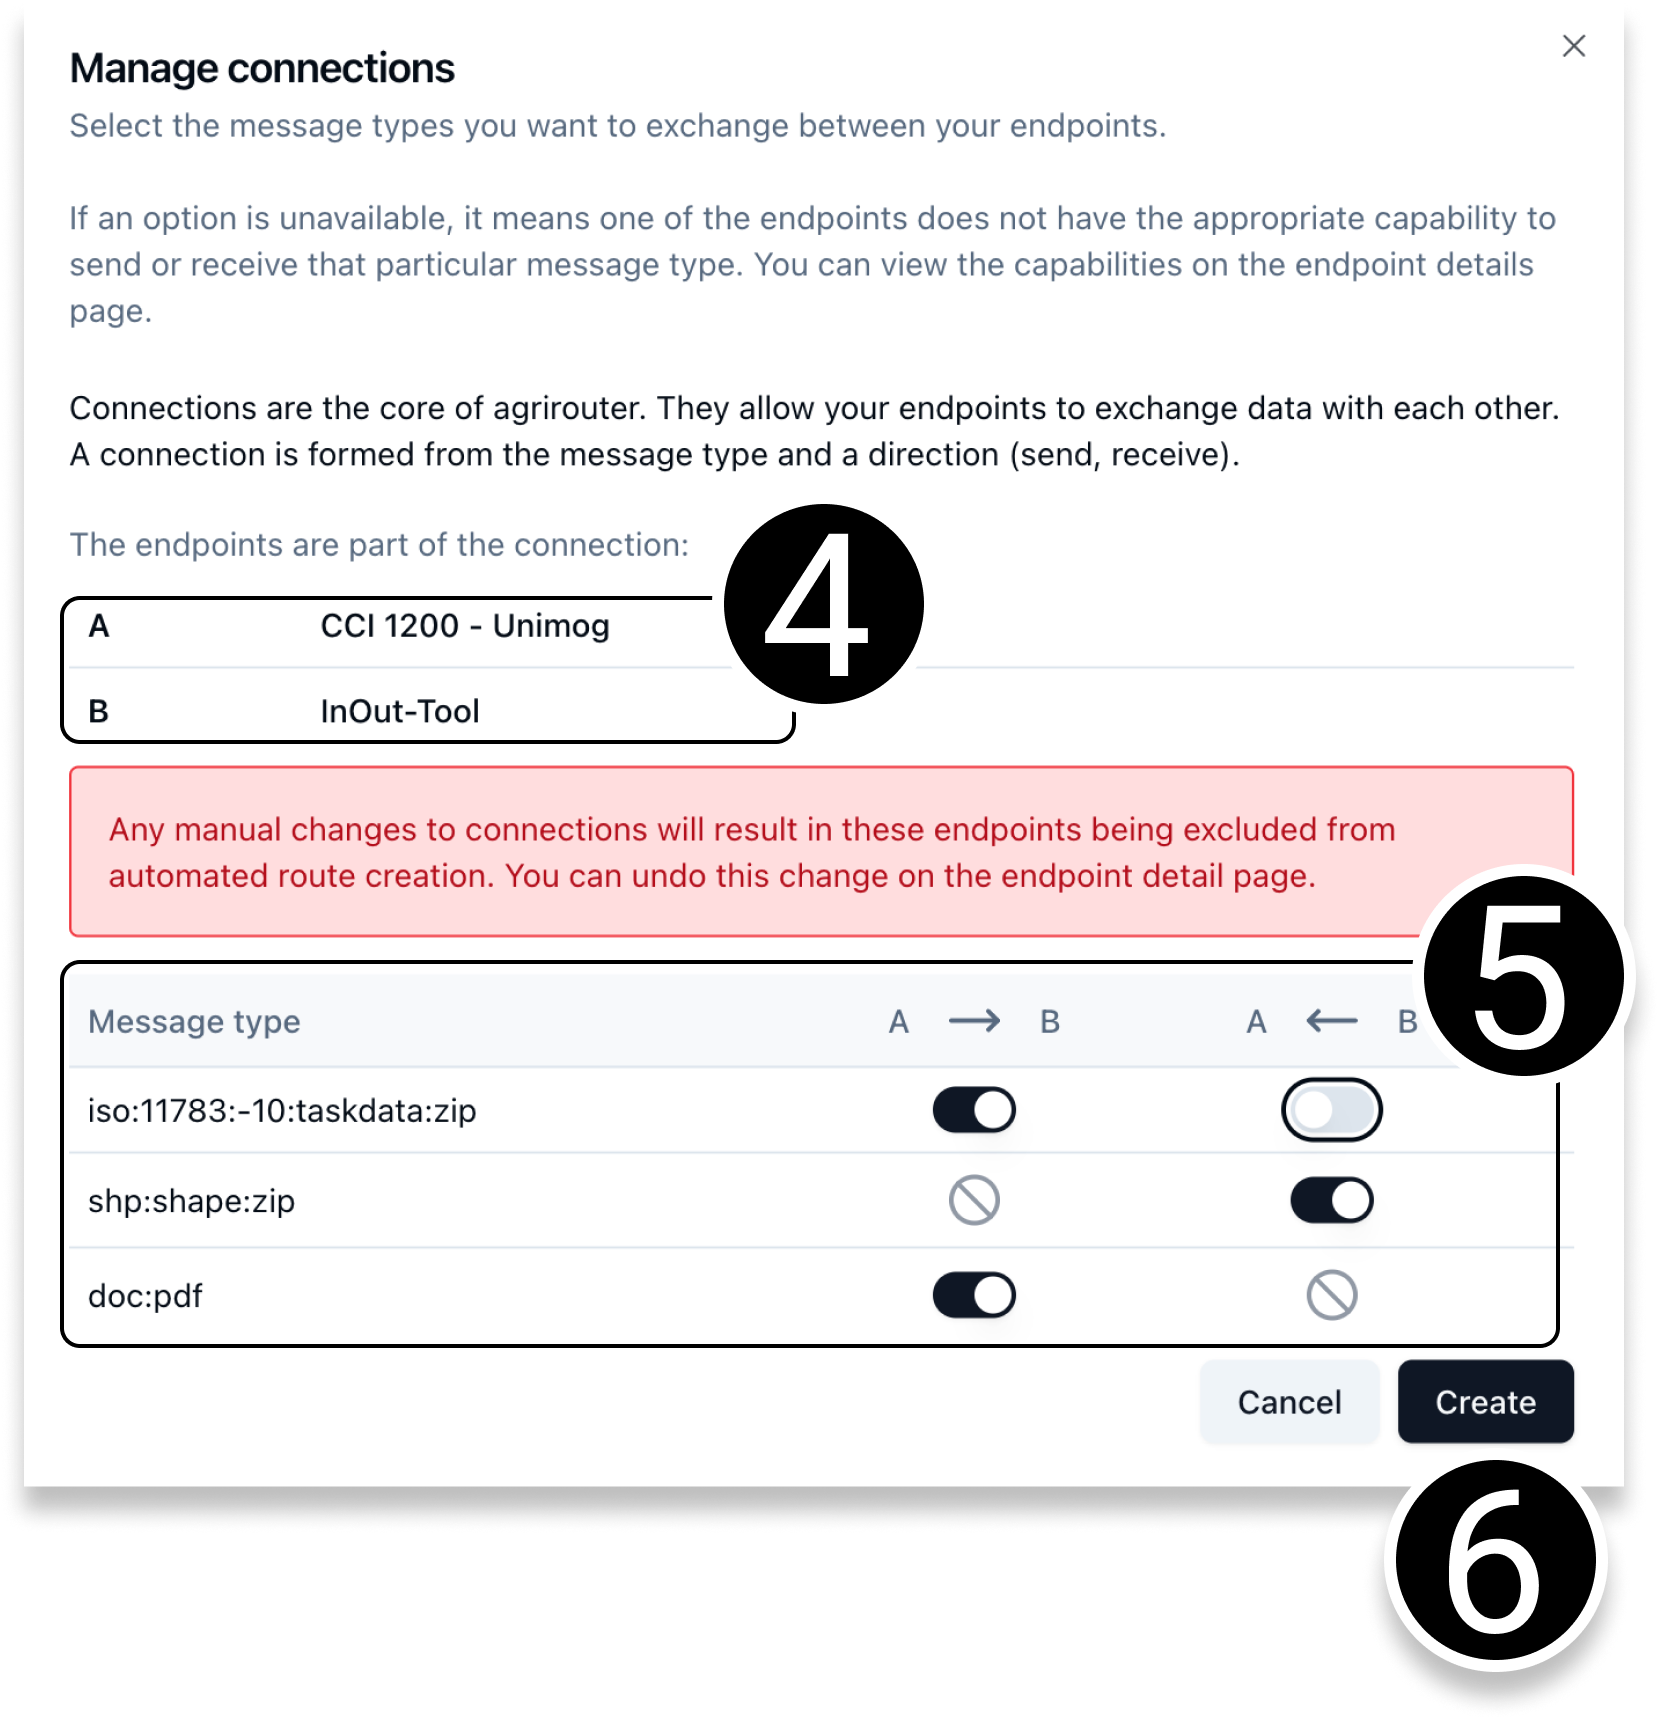 Manage connections
Select the message types you want to exchange between your endpoints.
If an option is unavailable, it means one of the endpoints does not have the appropriate capability to
send or receive that particular message type. You can view the capabilities on the endpoint details
page.
Connections are the core of agrirouter. They allow your endpoints to exchange data with each other.
A connection is formed from the message type and a direction (send, receive).
The endpoints are part of the connection:
4
A CCI 1200 - Unimog
B InOut-Tool
Any manual changes to connections will result in these endpoints being excluded from
automated route creation. You can undo this change on the endpoint detail page.
5
Message type A → B A ← B
iso:11783:-10:taskdata:zip
shp:shape:zip
doc:pdf
Cancel Create
6